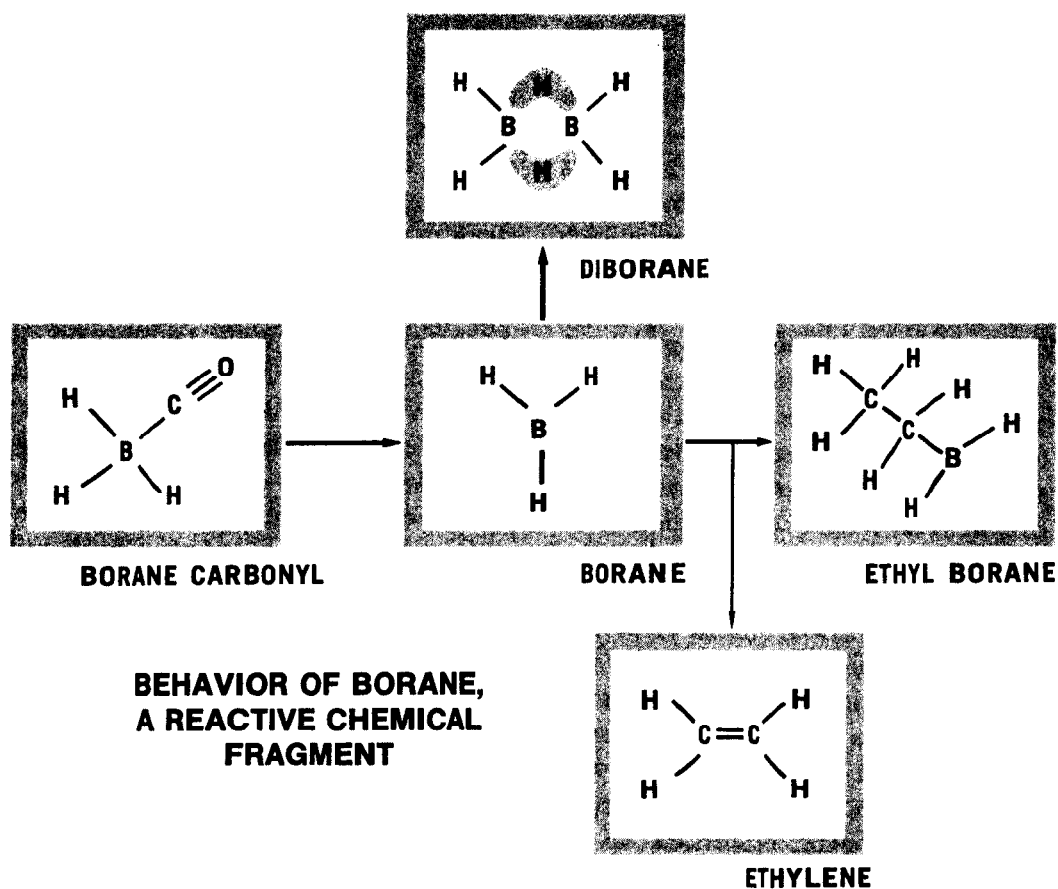 H H H
B B
H H H
DIBORANE
H C O
B
H H
BORANE CARBONYL
H H
B
H
BORANE
H H
C H
H C H
H B
H
ETHYL BORANE
BEHAVIOR OF BORANE,
A REACTIVE CHEMICAL
FRAGMENT
H H
C C
H H
ETHYLENE